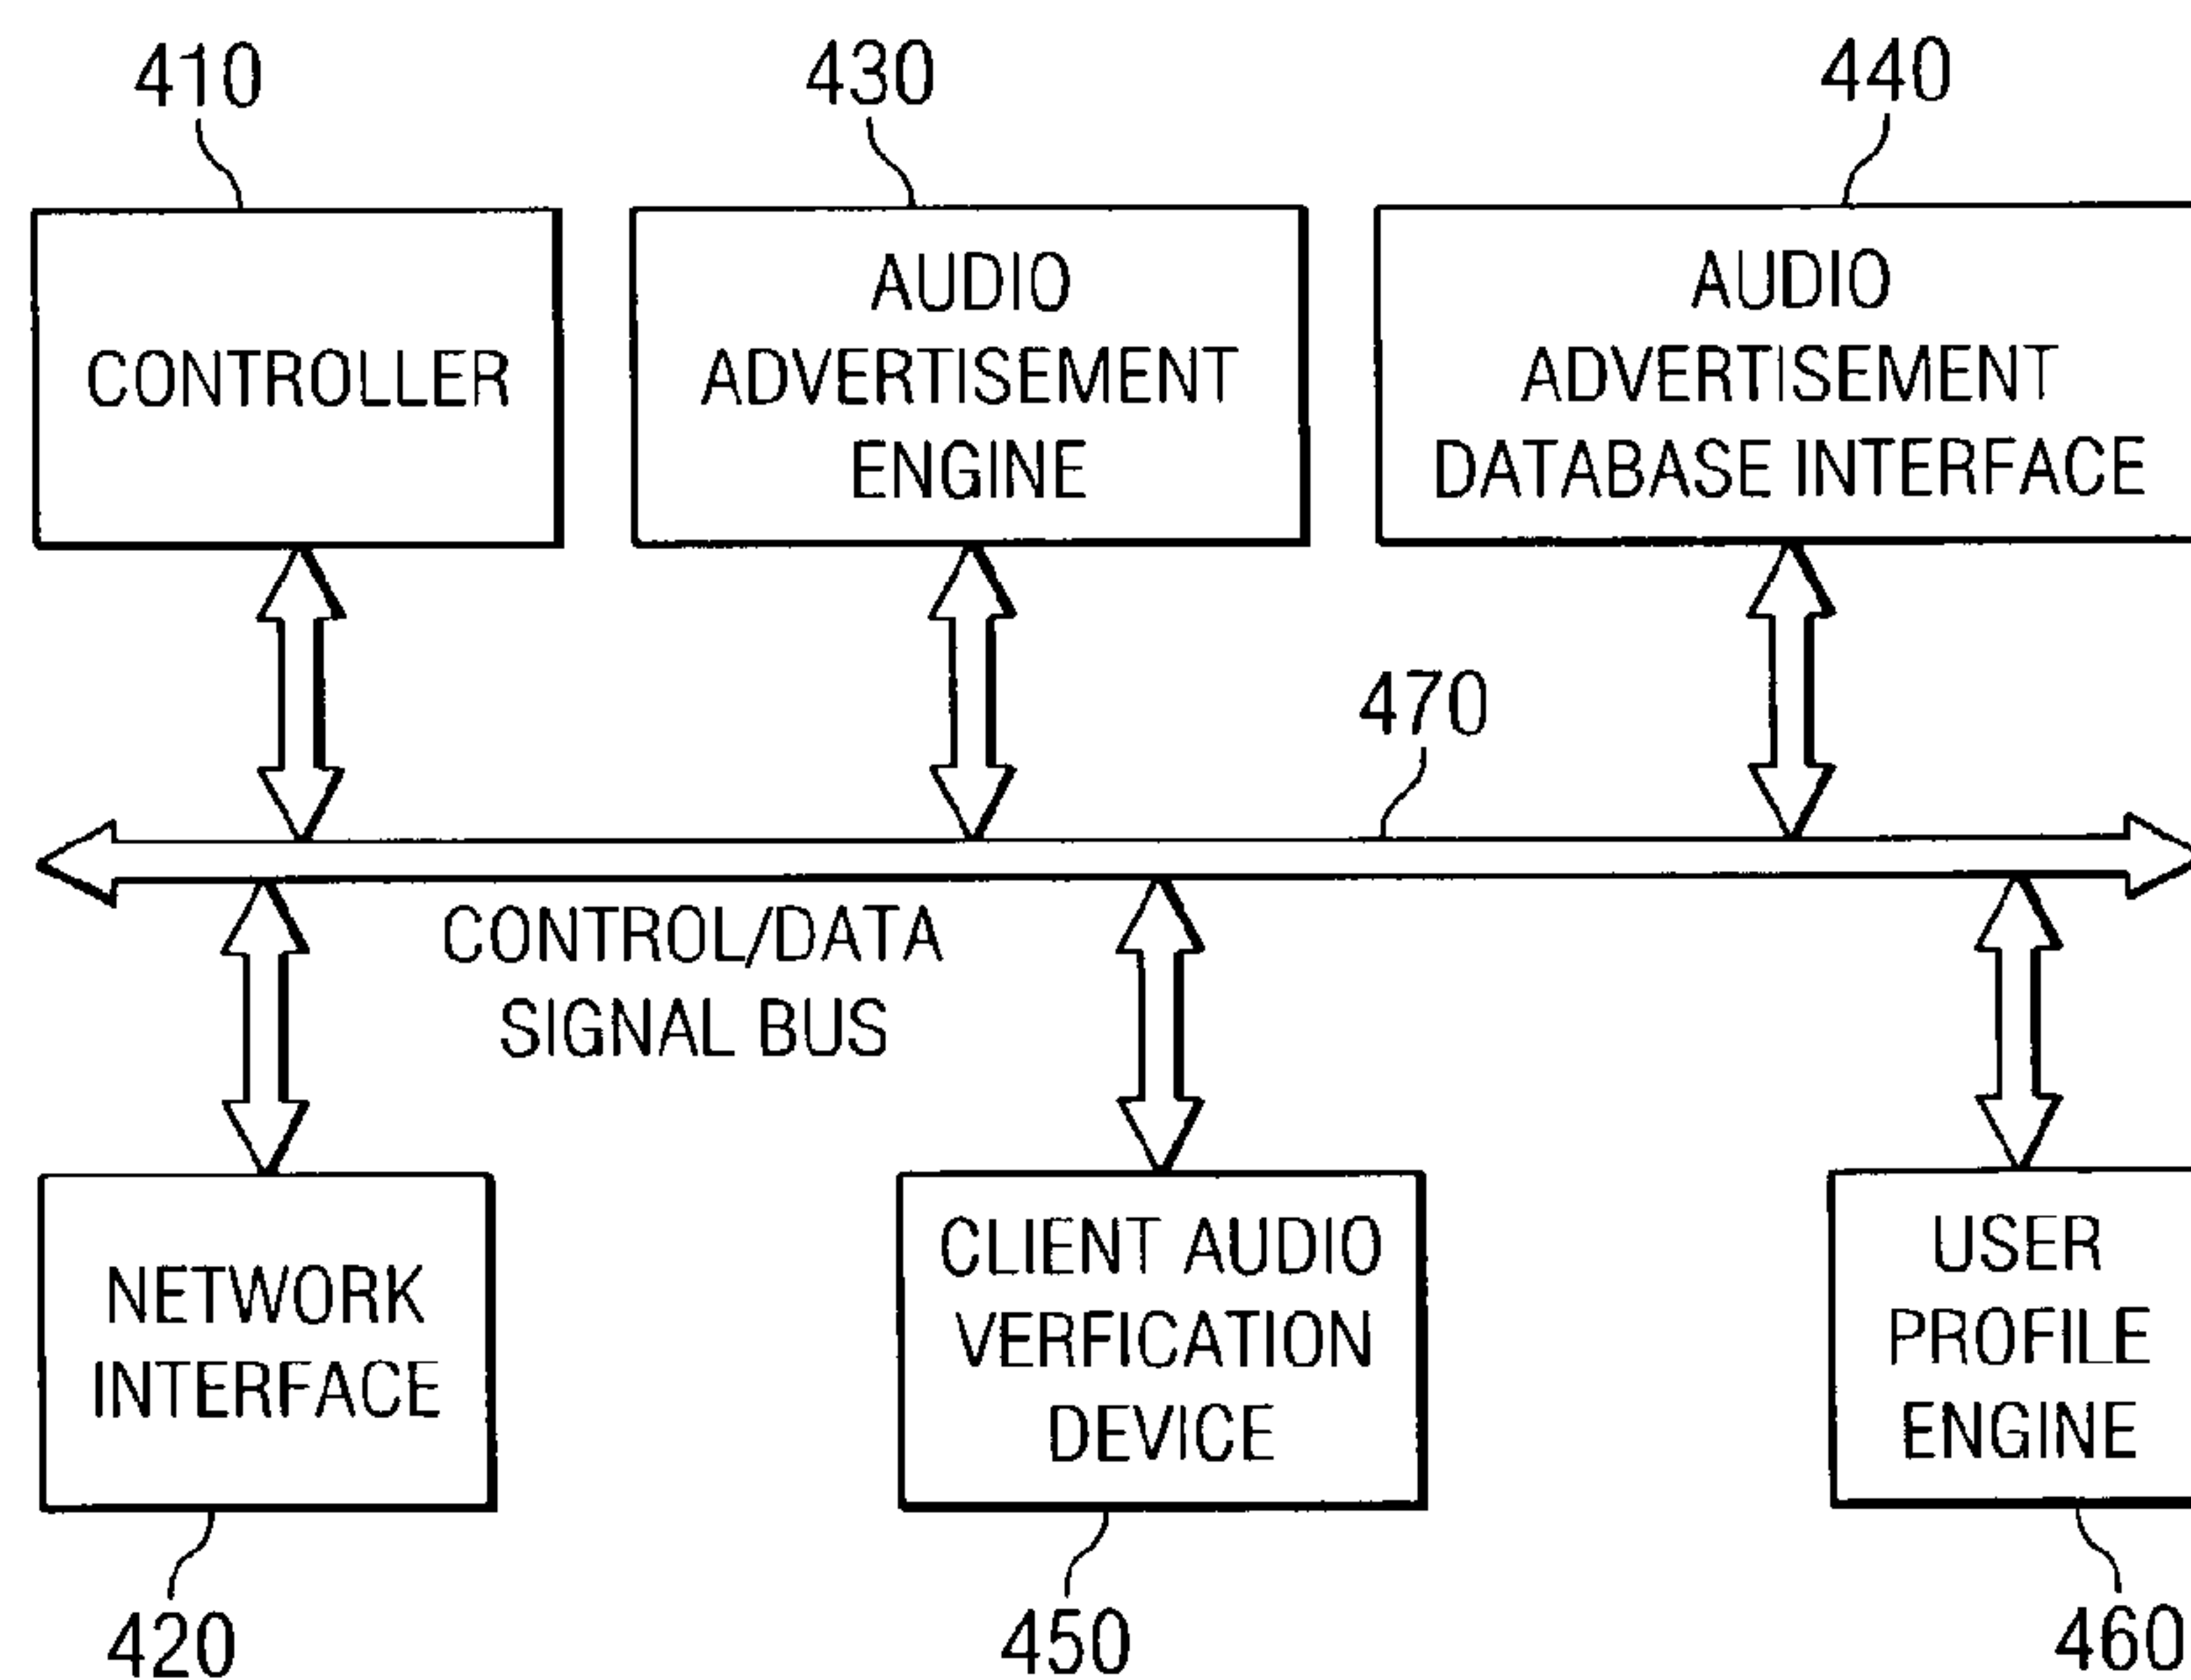 410
430
440
CONTROLLER
AUDIO
ADVERTISEMENT
ENGINE
AUDIO
ADVERTISEMENT
DATABASE INTERFACE
470
CONTROL/DATA
SIGNAL BUS
NETWORK
INTERFACE
CLIENT AUDIO
VERFICATION
DEVICE
USER
PROFILE
ENGINE
420
450
460